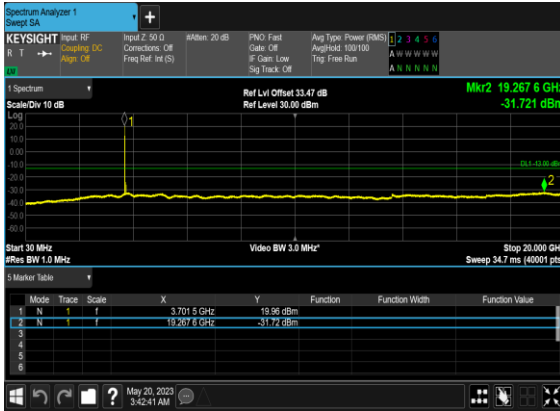 Spectrum Analyzer 1
Swept SA
+
KEYSIGHT Input: RF Input Z: 50 Ω #Atten: 20 dB PNO: Fast Avg Type: Power (RMS) 1 2 3 4 5 6
R T Coupling: DC Corrections: Off Gate: Off Avg|Hold: 100/100 A W W W W W
Align: Off Freq Ref: Int (S) IF Gain: Low Trig: Free Run
Sig Track: Off A N N N N N
1 Spectrum Ref Lvl Offset 33.47 dB Mkr2 19.267 6 GHz
Scale/Div 10 dB Ref Level 30.00 dBm -31.721 dBm
Log
20.0
10.0
0.00
-10.0
-20.0
-30.0
-40.0
-50.0
-60.0
1
DL1 -13.00 dBm
2
Start 30 MHz Video BW 3.0 MHz* Stop 20.000 GHz
#Res BW 1.0 MHz Sweep 34.7 ms (40001 pts)
5 Marker Table
Mode Trace Scale X Y Function Function Width Function Value
1 N 1 f 3.701 5 GHz 19.96 dBm
2 N 1 f 19.267 6 GHz -31.72 dBm
3
4
5
6
? May 20, 2023
3:42:41 AM